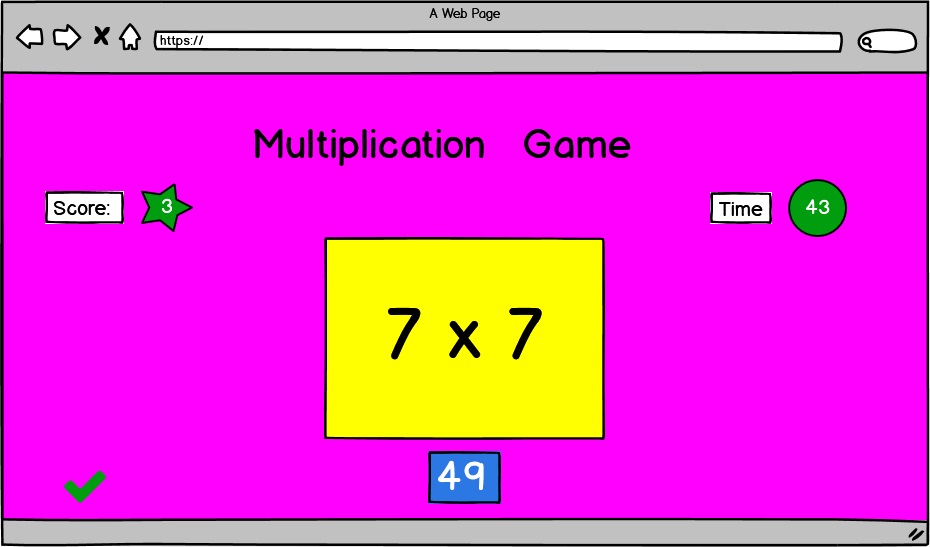 A Web Page
https://
Multiplication Game
Score: 3
Time 43
7 x 7
49